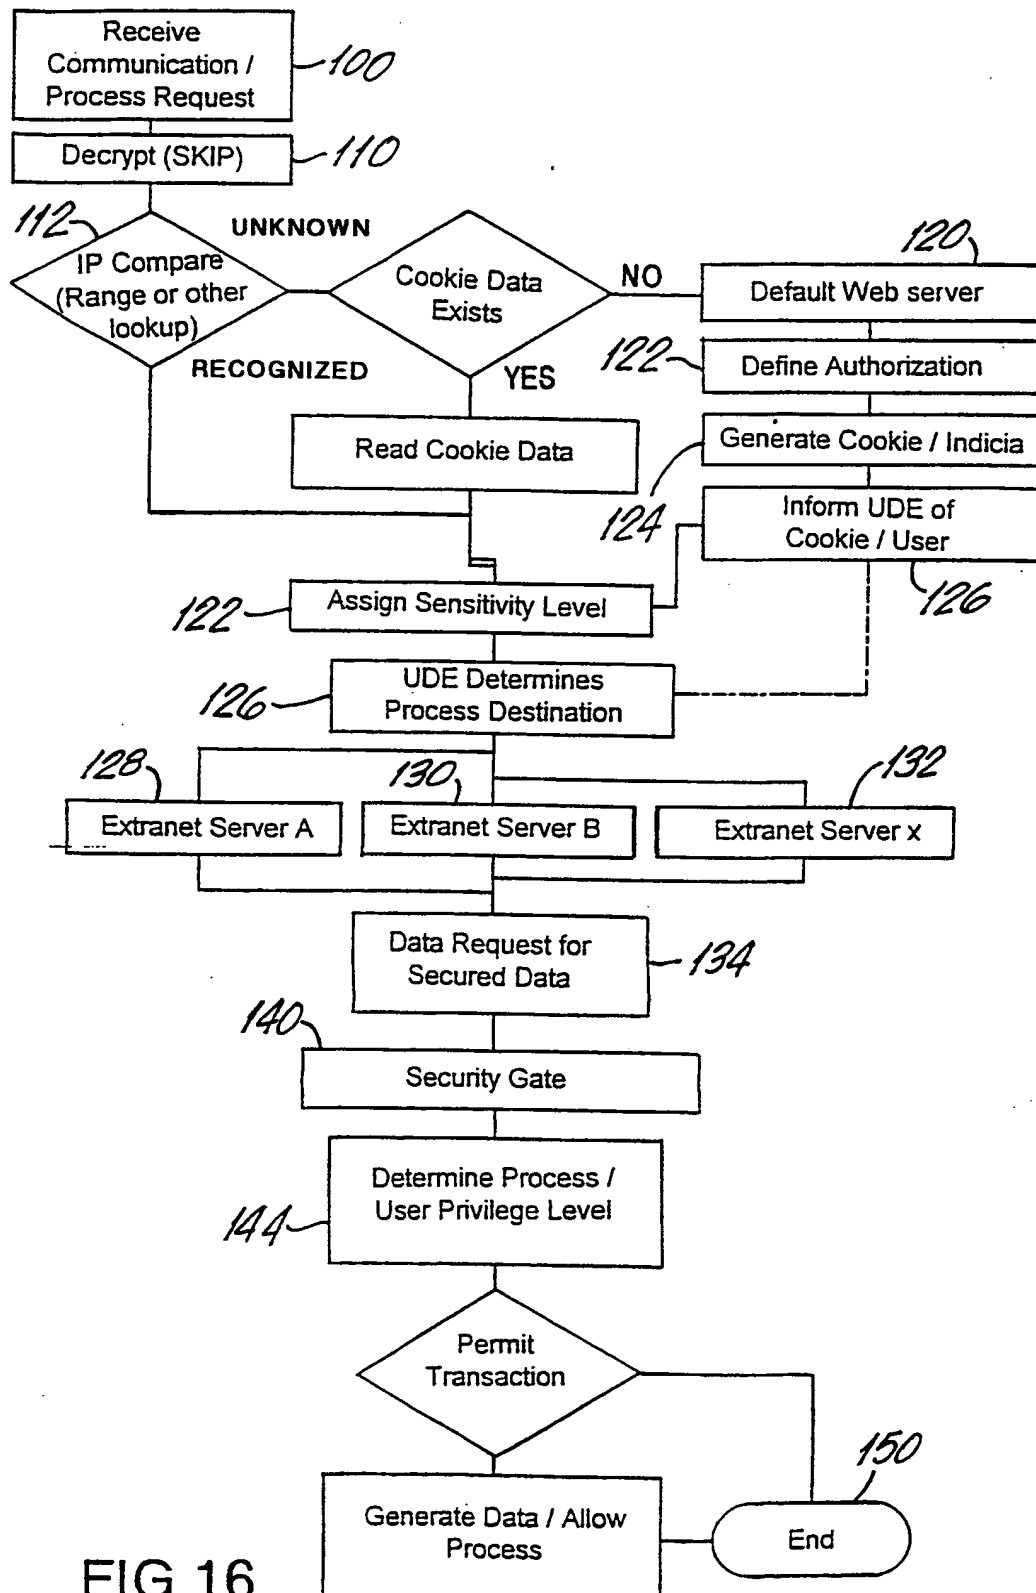 Receive
Communication /
Process Request
100
Decrypt (SKIP)
110
112
UNKNOWN
IP Compare
(Range or other
lookup)
Cookie Data
Exists
NO
120
Default Web server
RECOGNIZED
YES
122
Define Authorization
Read Cookie Data
Generate Cookie / Indicia
124
Inform UDE of
Cookie / User
126
122
Assign Sensitivity Level
126
UDE Determines
Process Destination
128
130
132
Extranet Server A
Extranet Server B
Extranet Server x
Data Request for
Secured Data
134
140
Security Gate
Determine Process /
User Privilege Level
144
Permit
Transaction
150
Generate Data / Allow
Process
End
FIG 16